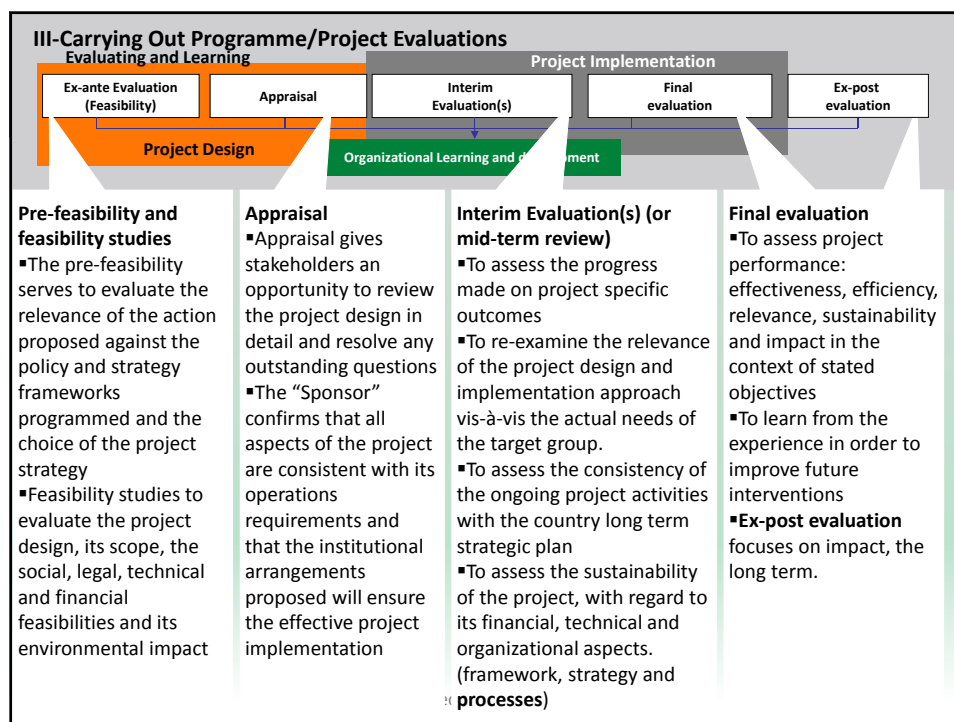 III-Carrying Out Programme/Project Evaluations
Evaluating and Learning
Project Implementation
Ex-ante Evaluation
(Feasibility)
Appraisal
Interim
Evaluation(s)
Final
evaluation
Ex-post
evaluation
Project Design
Organizational Learning and
Pre-feasibility and
feasibility studies
▪The pre-feasibility
serves to evaluate the
relevance of the action
proposed against the
policy and strategy
frameworks
programmed and the
choice of the project
strategy
▪Feasibility studies to
evaluate the project
design, its scope, the
social, legal, technical
and financial
feasibilities and its
environmental impact
Appraisal
▪Appraisal gives
stakeholders an
opportunity to review
the project design in
detail and resolve any
outstanding questions
▪The “Sponsor”
confirms that all
aspects of the project
are consistent with its
operations
requirements and
that the institutional
arrangements
proposed will ensure
the effective project
implementation
Interim Evaluation(s) (or
mid-term review)
▪To assess the progress
made on project specific
outcomes
▪To re-examine the relevance
of the project design and
implementation approach
vis-à-vis the actual needs of
the target group.
▪To assess the consistency of
the ongoing project activities
with the country long term
strategic plan
▪To assess the sustainability
of the project, with regard to
its financial, technical and
organizational aspects.
(framework, strategy and
processes)
Final evaluation
▪To assess project
performance:
effectiveness, efficiency,
relevance, sustainability
and impact in the
context of stated
objectives
▪To learn from the
experience in order to
improve future
interventions
▪Ex-post evaluation
focuses on impact, the
long term.